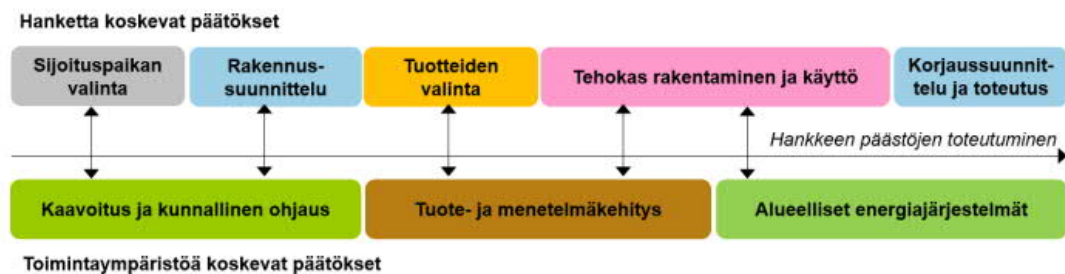 Hanketta koskevat päätökset
Sijoituspaikan
valinta
Rakennus-
suunnittelu
Tuotteiden
valinta
Tehokas rakentaminen ja käyttö
Korjaussuunnit-
telu ja toteutus
Hankkeen päästöjen toteutuminen
Kaavoitus ja kunnallinen ohjaus
Tuote- ja menetelmäkehitys
Alueelliset energiajärjestelmät
Toimintaympäristöä koskevat päätökset